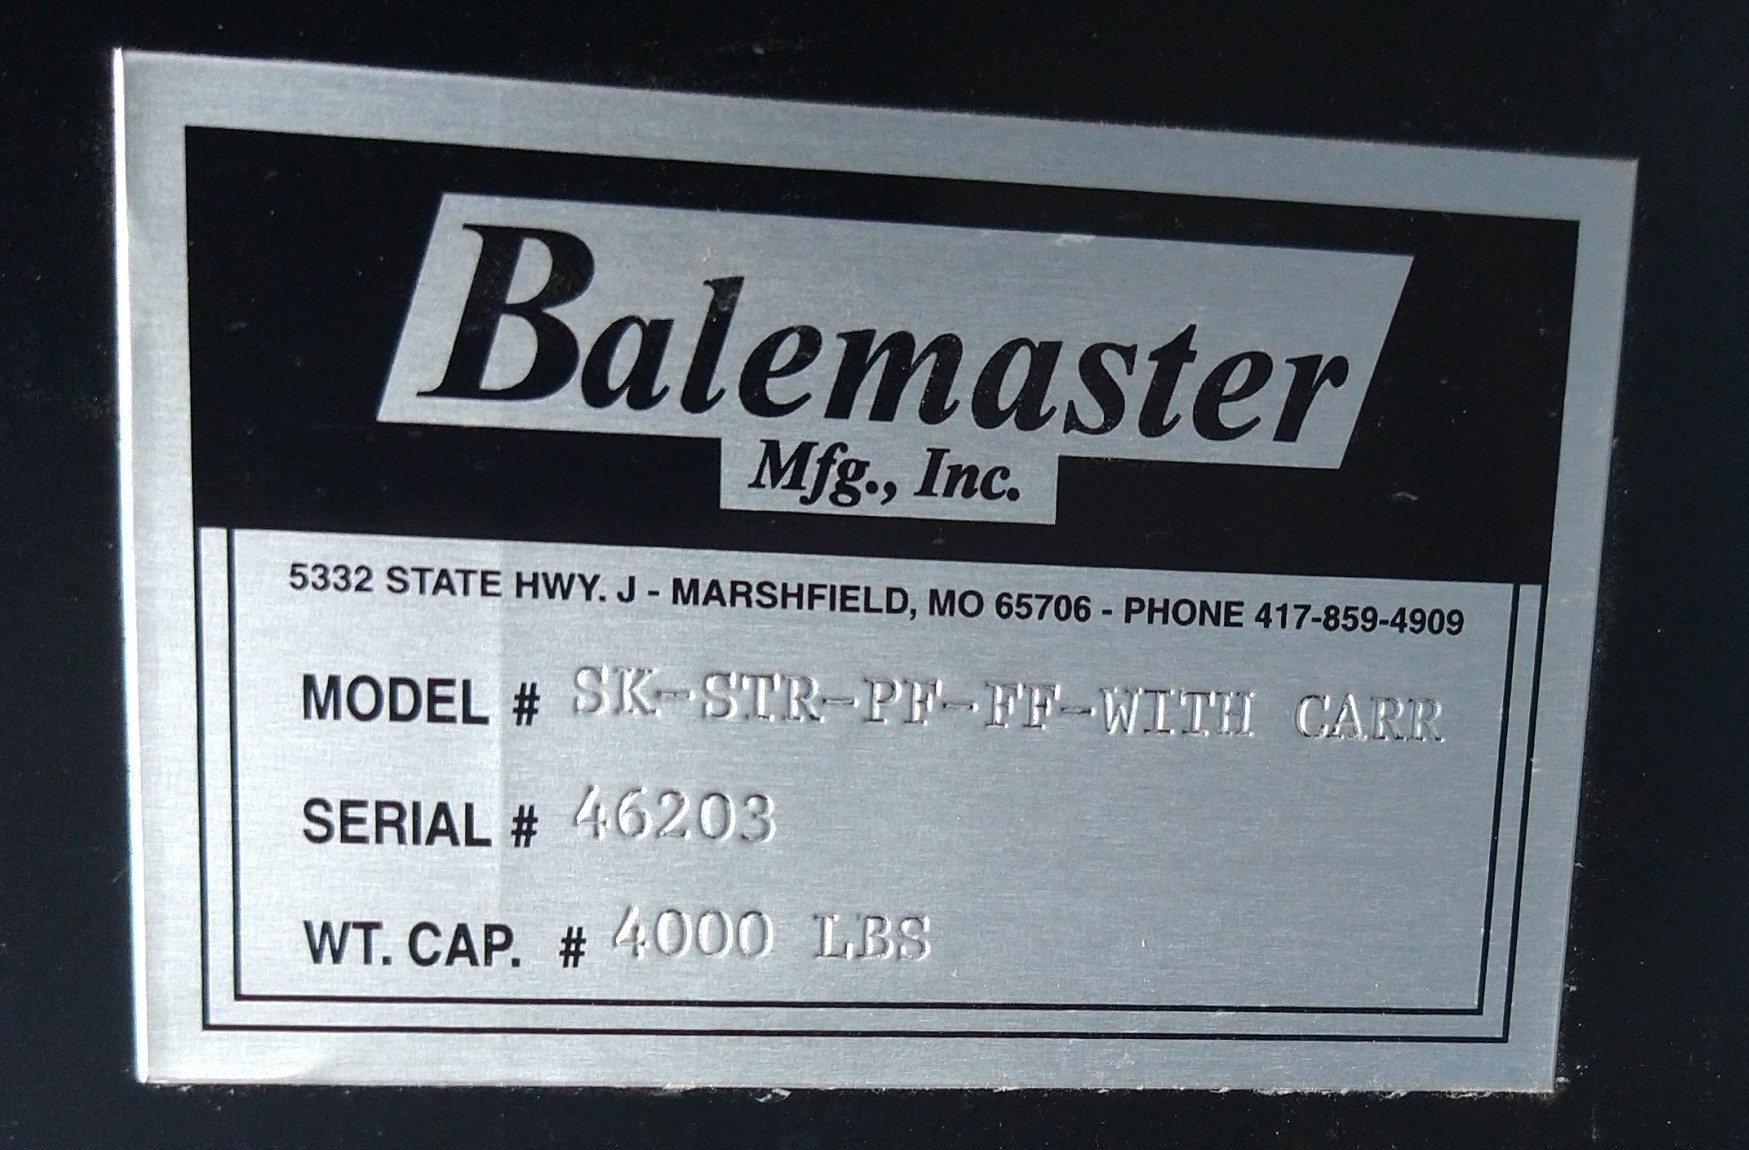 Balemaster
Mfg., Inc.
5332 STATE HWY. J - MARSHFIELD, MO 65706 - PHONE 417-859-4909
MODEL # SK-STR-PF-FF-WITH CARR
SERIAL # 46203
WT. CAP. # 4000 LBS